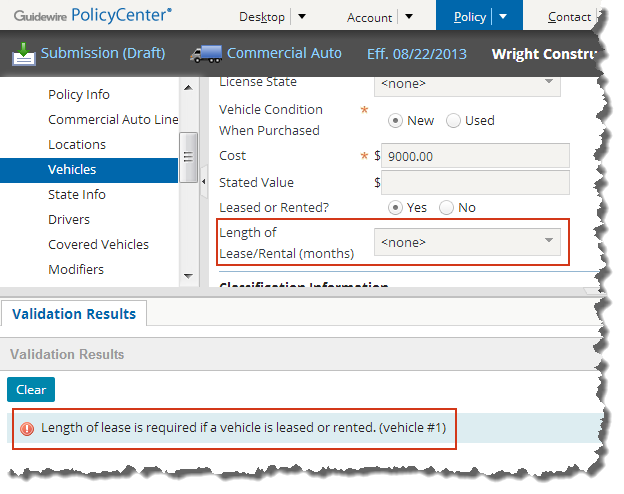 Guidewire PolicyCenter®
Desktop
Account
Policy
Contact
Submission (Draft)
Commercial Auto
Eff. 08/22/2013
Wright Constru
Policy Info
Commercial Auto Line
Locations
Vehicles
State Info
Drivers
Covered Vehicles
Modifiers
License State
<none>
Vehicle Condition
When Purchased
*
New
Used
Cost
*
$
9000.00
Stated Value
$
Leased or Rented?
Yes
No
Length of
Lease/Rental (months)
<none>
Classification Information
Validation Results
Validation Results
Clear
Length of lease is required if a vehicle is leased or rented. (vehicle #1)